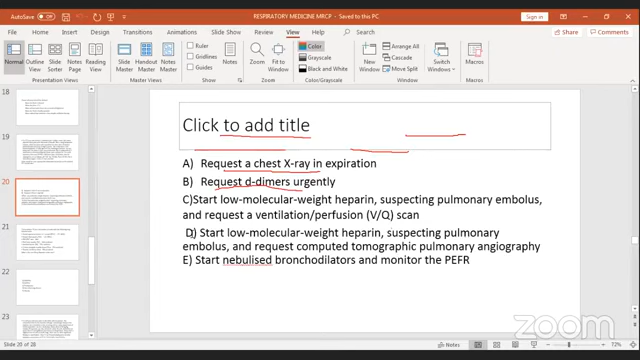 AutoSave Off
RESPIRATORY MEDICINE MRCF - Saved to this PC
Sign in
File Home Insert Design Transitions Animations Slide Show Review View Help Search Share Comments
Normal Outline View Slide Sorter Notes Page Reading View
Presentation Views
Slide Master Handout Master Notes Master
Master Views
Ruler
Gridlines
Guides
Show
Notes
Zoom Fit to Window
Zoom
Color
Grayscale
Black and White
Color/Grayscale
New Window
Arrange All
Cascade
Move Split
Window
Switch Windows
Macros
Macros
18
19
20
21
22
23
Click to add title
A) Request a chest X-ray in expiration
B) Request d-dimers urgently
C)Start low-molecular-weight heparin, suspecting pulmonary embolus,
and request a ventilation/perfusion (V/Q) scan
D) Start low-molecular-weight heparin, suspecting pulmonary
embolus, and request computed tomographic pulmonary angiography
E) Start nebulised bronchodilators and monitor the PEFR
zoom
Slide 20 of 28
Notes
72%